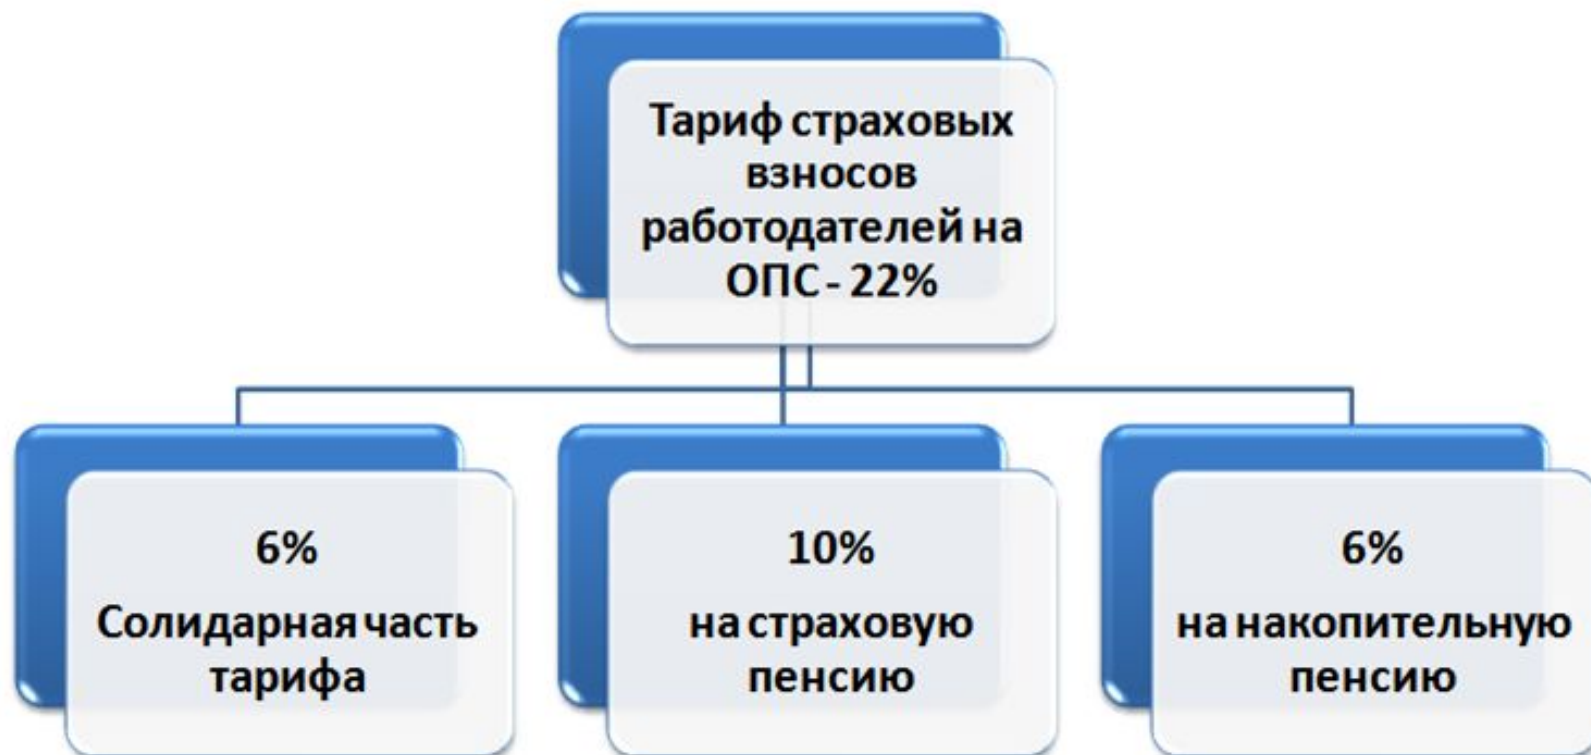 Тариф страховых
взносов
работодателей на
ОПС - 22%
6%
Солидарная часть
тарифа
10%
на страховую
пенсию
6%
на накопительную
пенсию